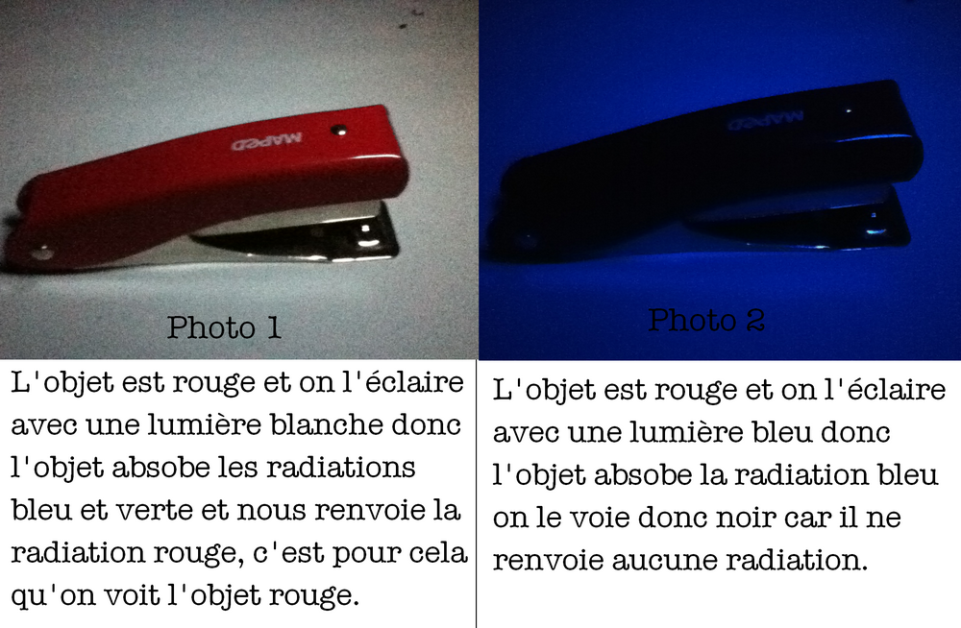 MAPED
Photo 1
L'objet est rouge et on l'éclaire
avec une lumière blanche donc
l'objet absobe les radiations
bleu et verte et nous renvoie la
radiation rouge, c'est pour cela
qu'on voit l'objet rouge.
MAPED
Photo 2
L'objet est rouge et on l'éclaire
avec une lumière bleu donc
l'objet absobe la radiation bleu
on le voie donc noir car il ne
renvoie aucune radiation.